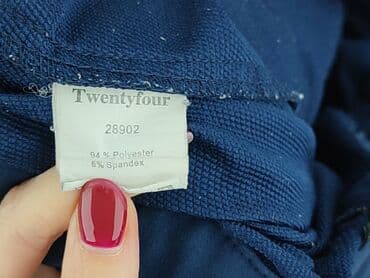 Twentyfour
28902
94 % Polyester
6% Spandex